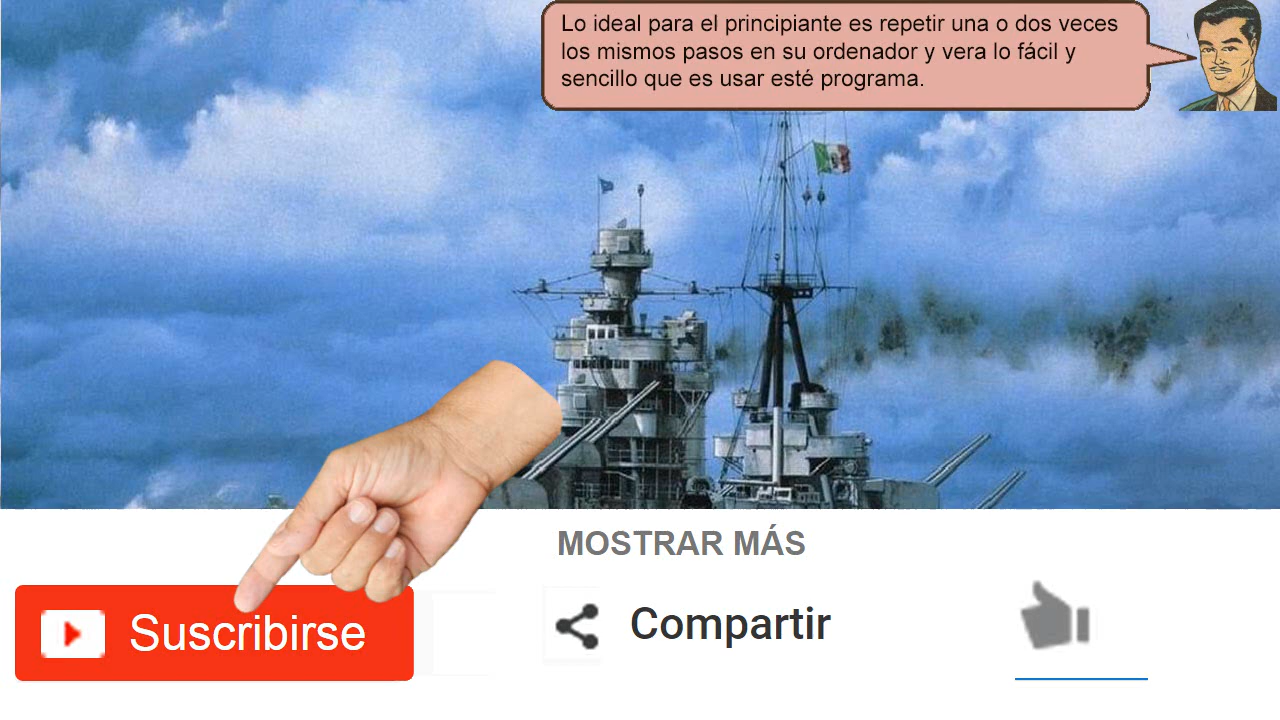 Lo ideal para el principiante es repetir una o dos veces
los mismos pasos en su ordenador y vera lo fácil y
sencillo que es usar esté programa.
MOSTRAR MÁS
Suscribirse
Compartir